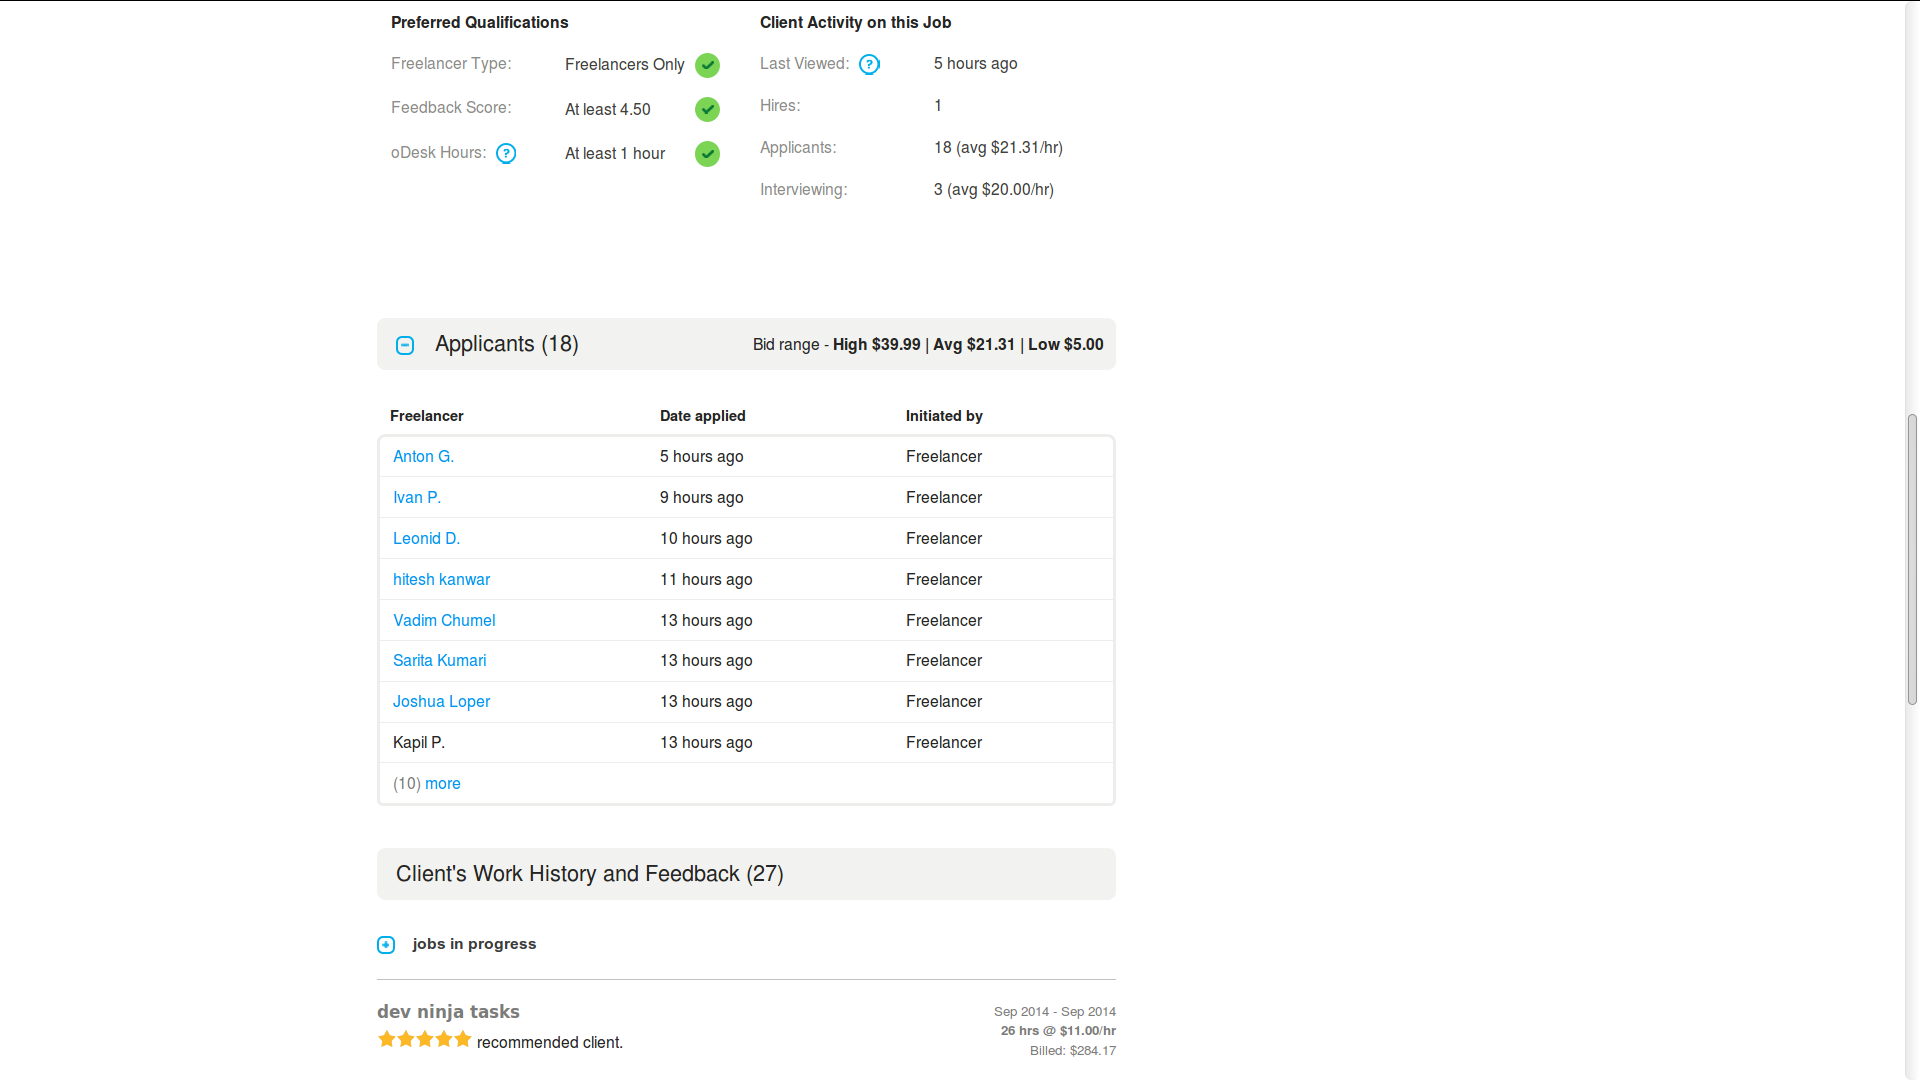 Preferred Qualifications
Freelancer Type: Freelancers Only
Feedback Score: At least 4.50
oDesk Hours: ? At least 1 hour
Client Activity on this Job
Last Viewed: ? 5 hours ago
Hires: 1
Applicants: 18 (avg $21.31/hr)
Interviewing: 3 (avg $20.00/hr)
Applicants (18) Bid range - High $39.99 | Avg $21.31 | Low $5.00
Freelancer Date applied Initiated by
Anton G. 5 hours ago Freelancer
Ivan P. 9 hours ago Freelancer
Leonid D. 10 hours ago Freelancer
hitesh kanwar 11 hours ago Freelancer
Vadim Chumel 13 hours ago Freelancer
Sarita Kumari 13 hours ago Freelancer
Joshua Loper 13 hours ago Freelancer
Kapil P. 13 hours ago Freelancer
(10) more
Client's Work History and Feedback (27)
jobs in progress
dev ninja tasks
recommended client.
Sep 2014 - Sep 2014
26 hrs @ $11.00/hr
Billed: $284.17